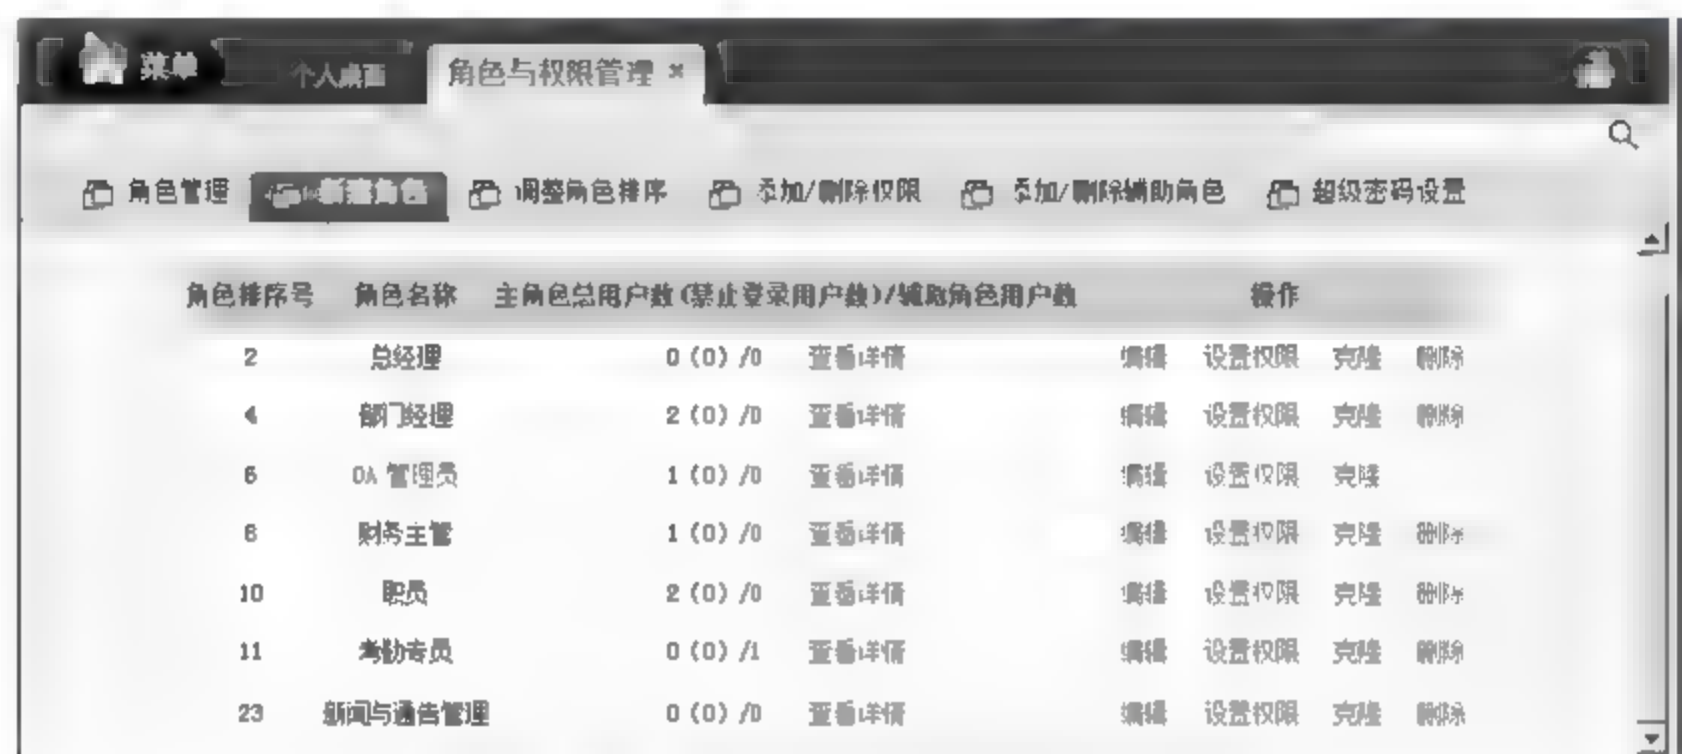 菜单 个人桌面 角色与权限管理 ×
角色管理 新建角色 调整角色排序 添加/删除权限 添加/删除辅助角色 超级密码设置
角色排序号 角色名称 主角色总用户数(禁止登录用户数)/辅助角色用户数 操作
2 总经理 0(0)/0 查看详情 编辑 设置权限 克隆 删除
4 部门经理 2(0)/0 查看详情 编辑 设置权限 克隆 删除
OA 管理员 1(0)/0 查看详情 编辑 设置权限 克隆
财务主管 1(0)/0 查看详情 编辑 设置权限 克隆 删除
10 职员 2(0)/0 查看详情 编辑 设置权限 克隆 删除
11 考勤专员 0(0)/1 查看详情 编辑 设置权限 克隆 删除
23 新闻与通告管理 0(0)/0 查看详情 编辑 设置权限 克隆 删除